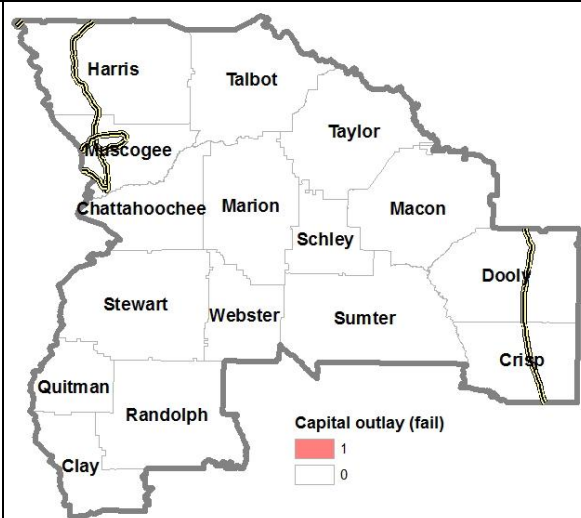 Harris
Talbot
Taylor
Muscogee
Chattahoochee
Marion
Macon
Schley
Dooly
Stewart
Webster
Sumter
Crisp
Quitman
Randolph
Clay
Capital outlay (fail)
1
0